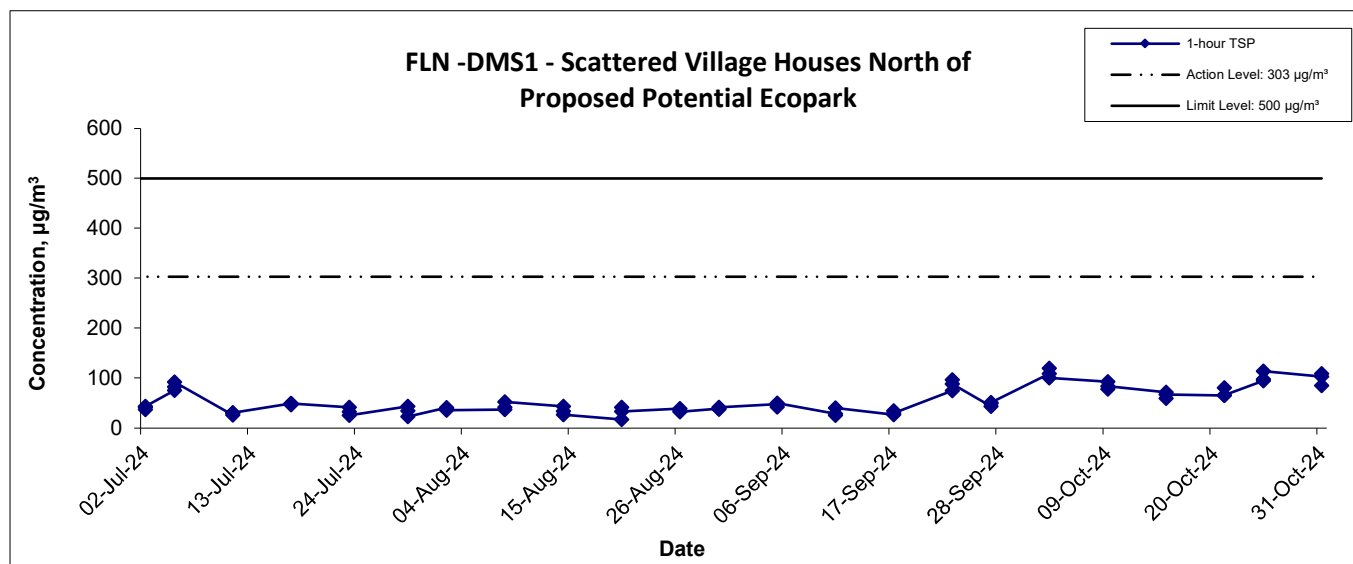 FLN -DMS1 - Scattered Village Houses North of
Proposed Potential Ecopark
1-hour TSP
Action Level: 303 µg/m³
Limit Level: 500 µg/m³
Concentration, µg/m³
600
500
400
300
200
100
0
02-Jul-24
13-Jul-24
24-Jul-24
04-Aug-24
15-Aug-24
26-Aug-24
06-Sep-24
17-Sep-24
28-Sep-24
09-Oct-24
20-Oct-24
31-Oct-24
Date